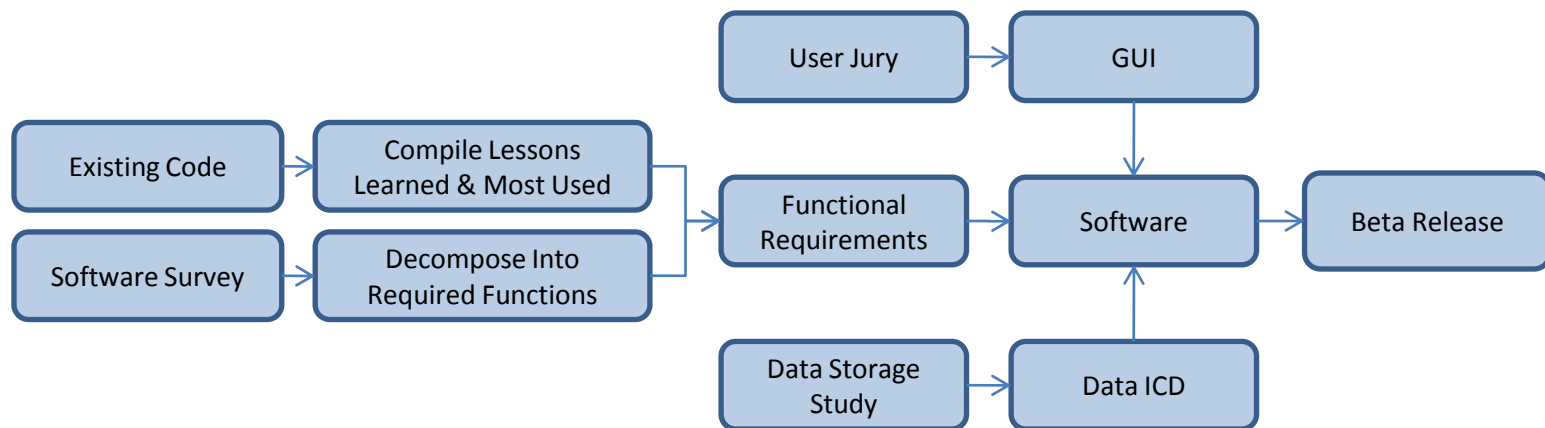 User Jury
GUI
Existing Code
Compile Lessons
Learned & Most Used
Functional
Requirements
Software
Beta Release
Software Survey
Decompose Into
Required Functions
Data Storage
Study
Data ICD